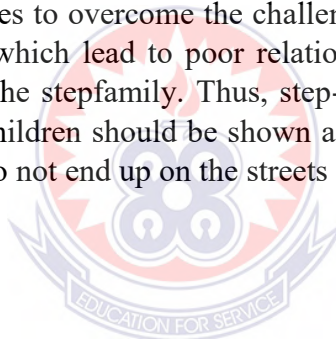 es to overcome the challen
which lead to poor relatio
he stepfamily. Thus, step-
hildren should be shown a
o not end up on the streets
EDUCATION FOR SERVICE